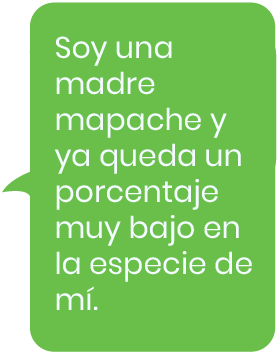 Soy una
madre
mapache y
ya queda un
porcentaje
muy bajo en
la especie de
mí.